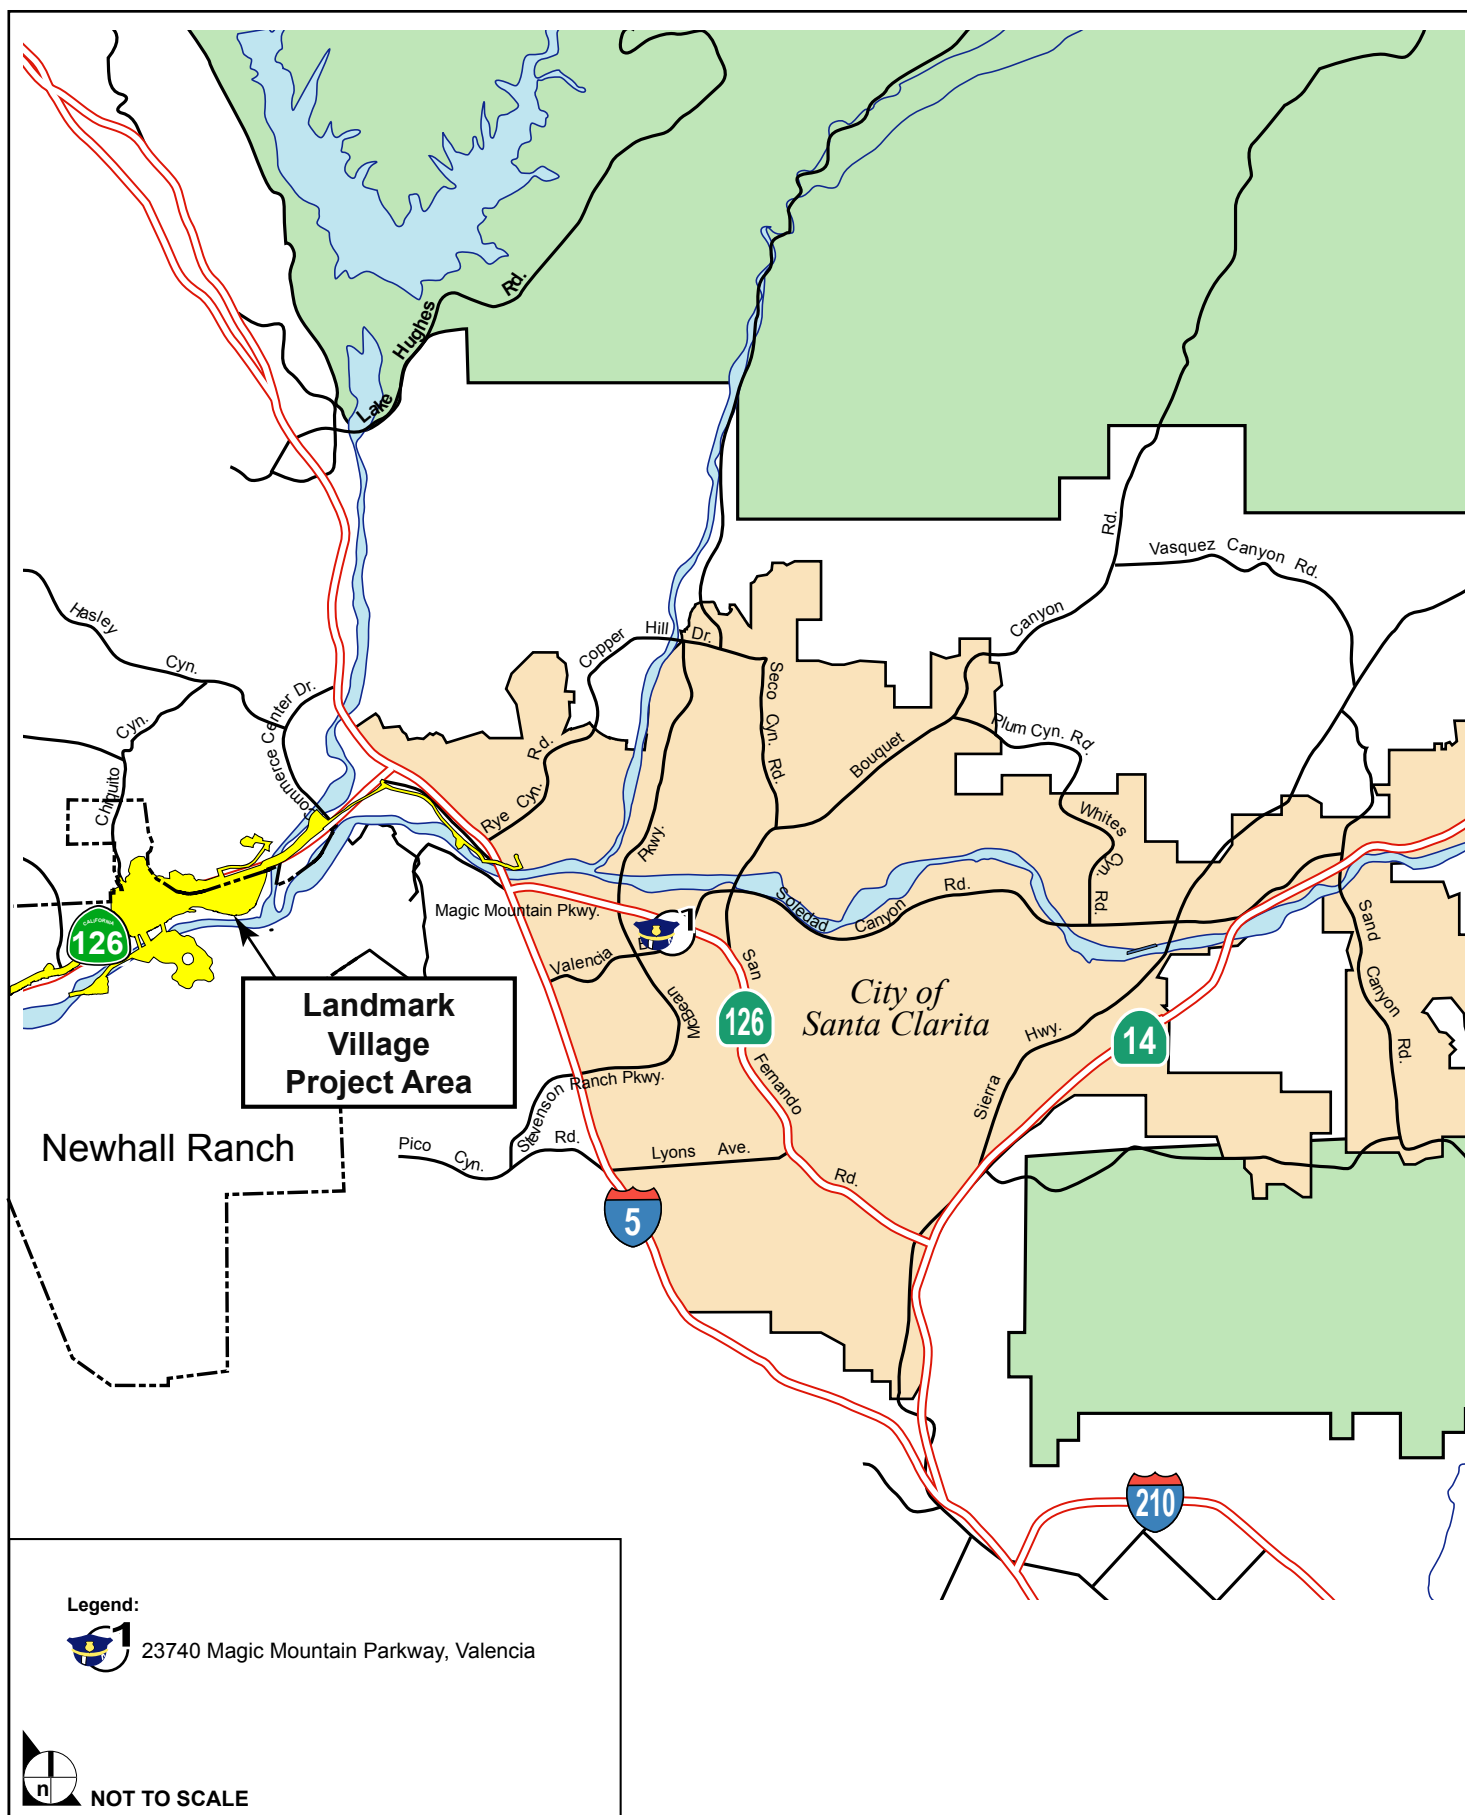 Lake Hughes Rd.
Hasley Cyn.
Chiquito Cyn.
Commerce Center Dr.
Copper Hill Dr.
Rye Cyn. Rd.
Seco Cyn. Rd.
Bouquet Canyon Rd.
Vasquez Canyon Rd.
Plum Cyn. Rd.
Whites Cyn. Rd.
Magic Mountain Pkwy.
1
Valencia
McBean Pkwy.
Soledad Canyon Rd.
CALIFORNIA
126
Landmark
Village
Project Area
City of
Santa Clarita
126
San Fernando Rd.
14
Sierra Hwy.
Sand Canyon Rd.
Stevenson Ranch Pkwy.
Pico Cyn. Rd.
Lyons Ave.
Newhall Ranch
5
210
Legend:
1
23740 Magic Mountain Parkway, Valencia
n
NOT TO SCALE